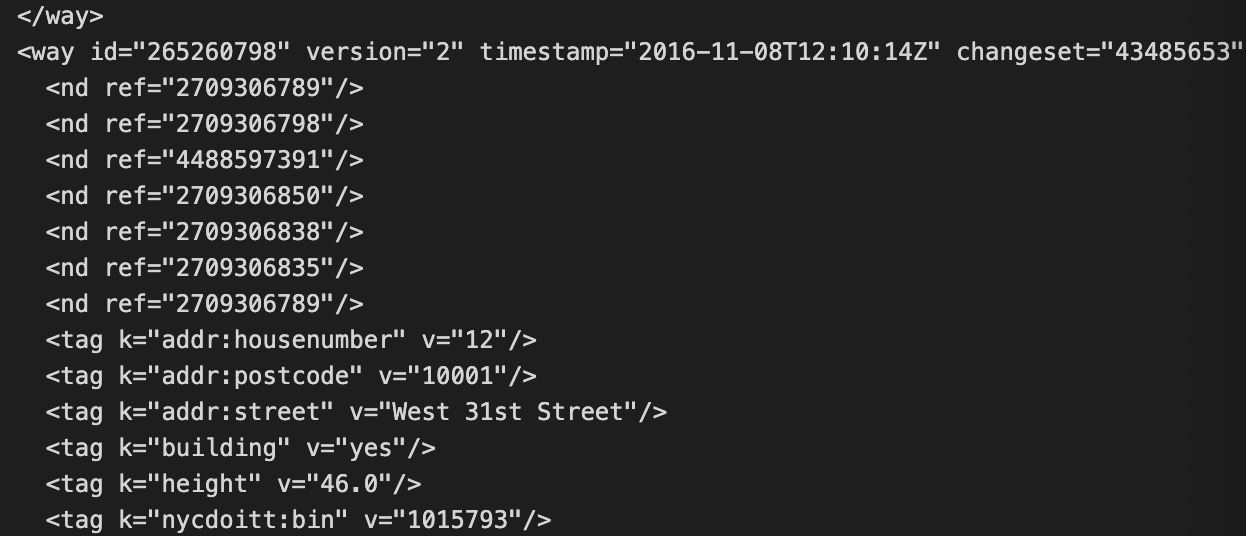 </way>
<way id="265260798" version="2" timestamp="2016-11-08T12:10:14Z" changeset="43485653"
<nd ref="2709306789"/>
<nd ref="2709306798"/>
<nd ref="4488597391"/>
<nd ref="2709306850"/>
<nd ref="2709306838"/>
<nd ref="2709306835"/>
<nd ref="2709306789"/>
<tag k="addr:housenumber" v="12"/>
<tag k="addr:postcode" v="10001"/>
<tag k="addr:street" v="West 31st Street"/>
<tag k="building" v="yes"/>
<tag k="height" v="46.0"/>
<tag k="nycdoitt:bin" v="1015793"/>